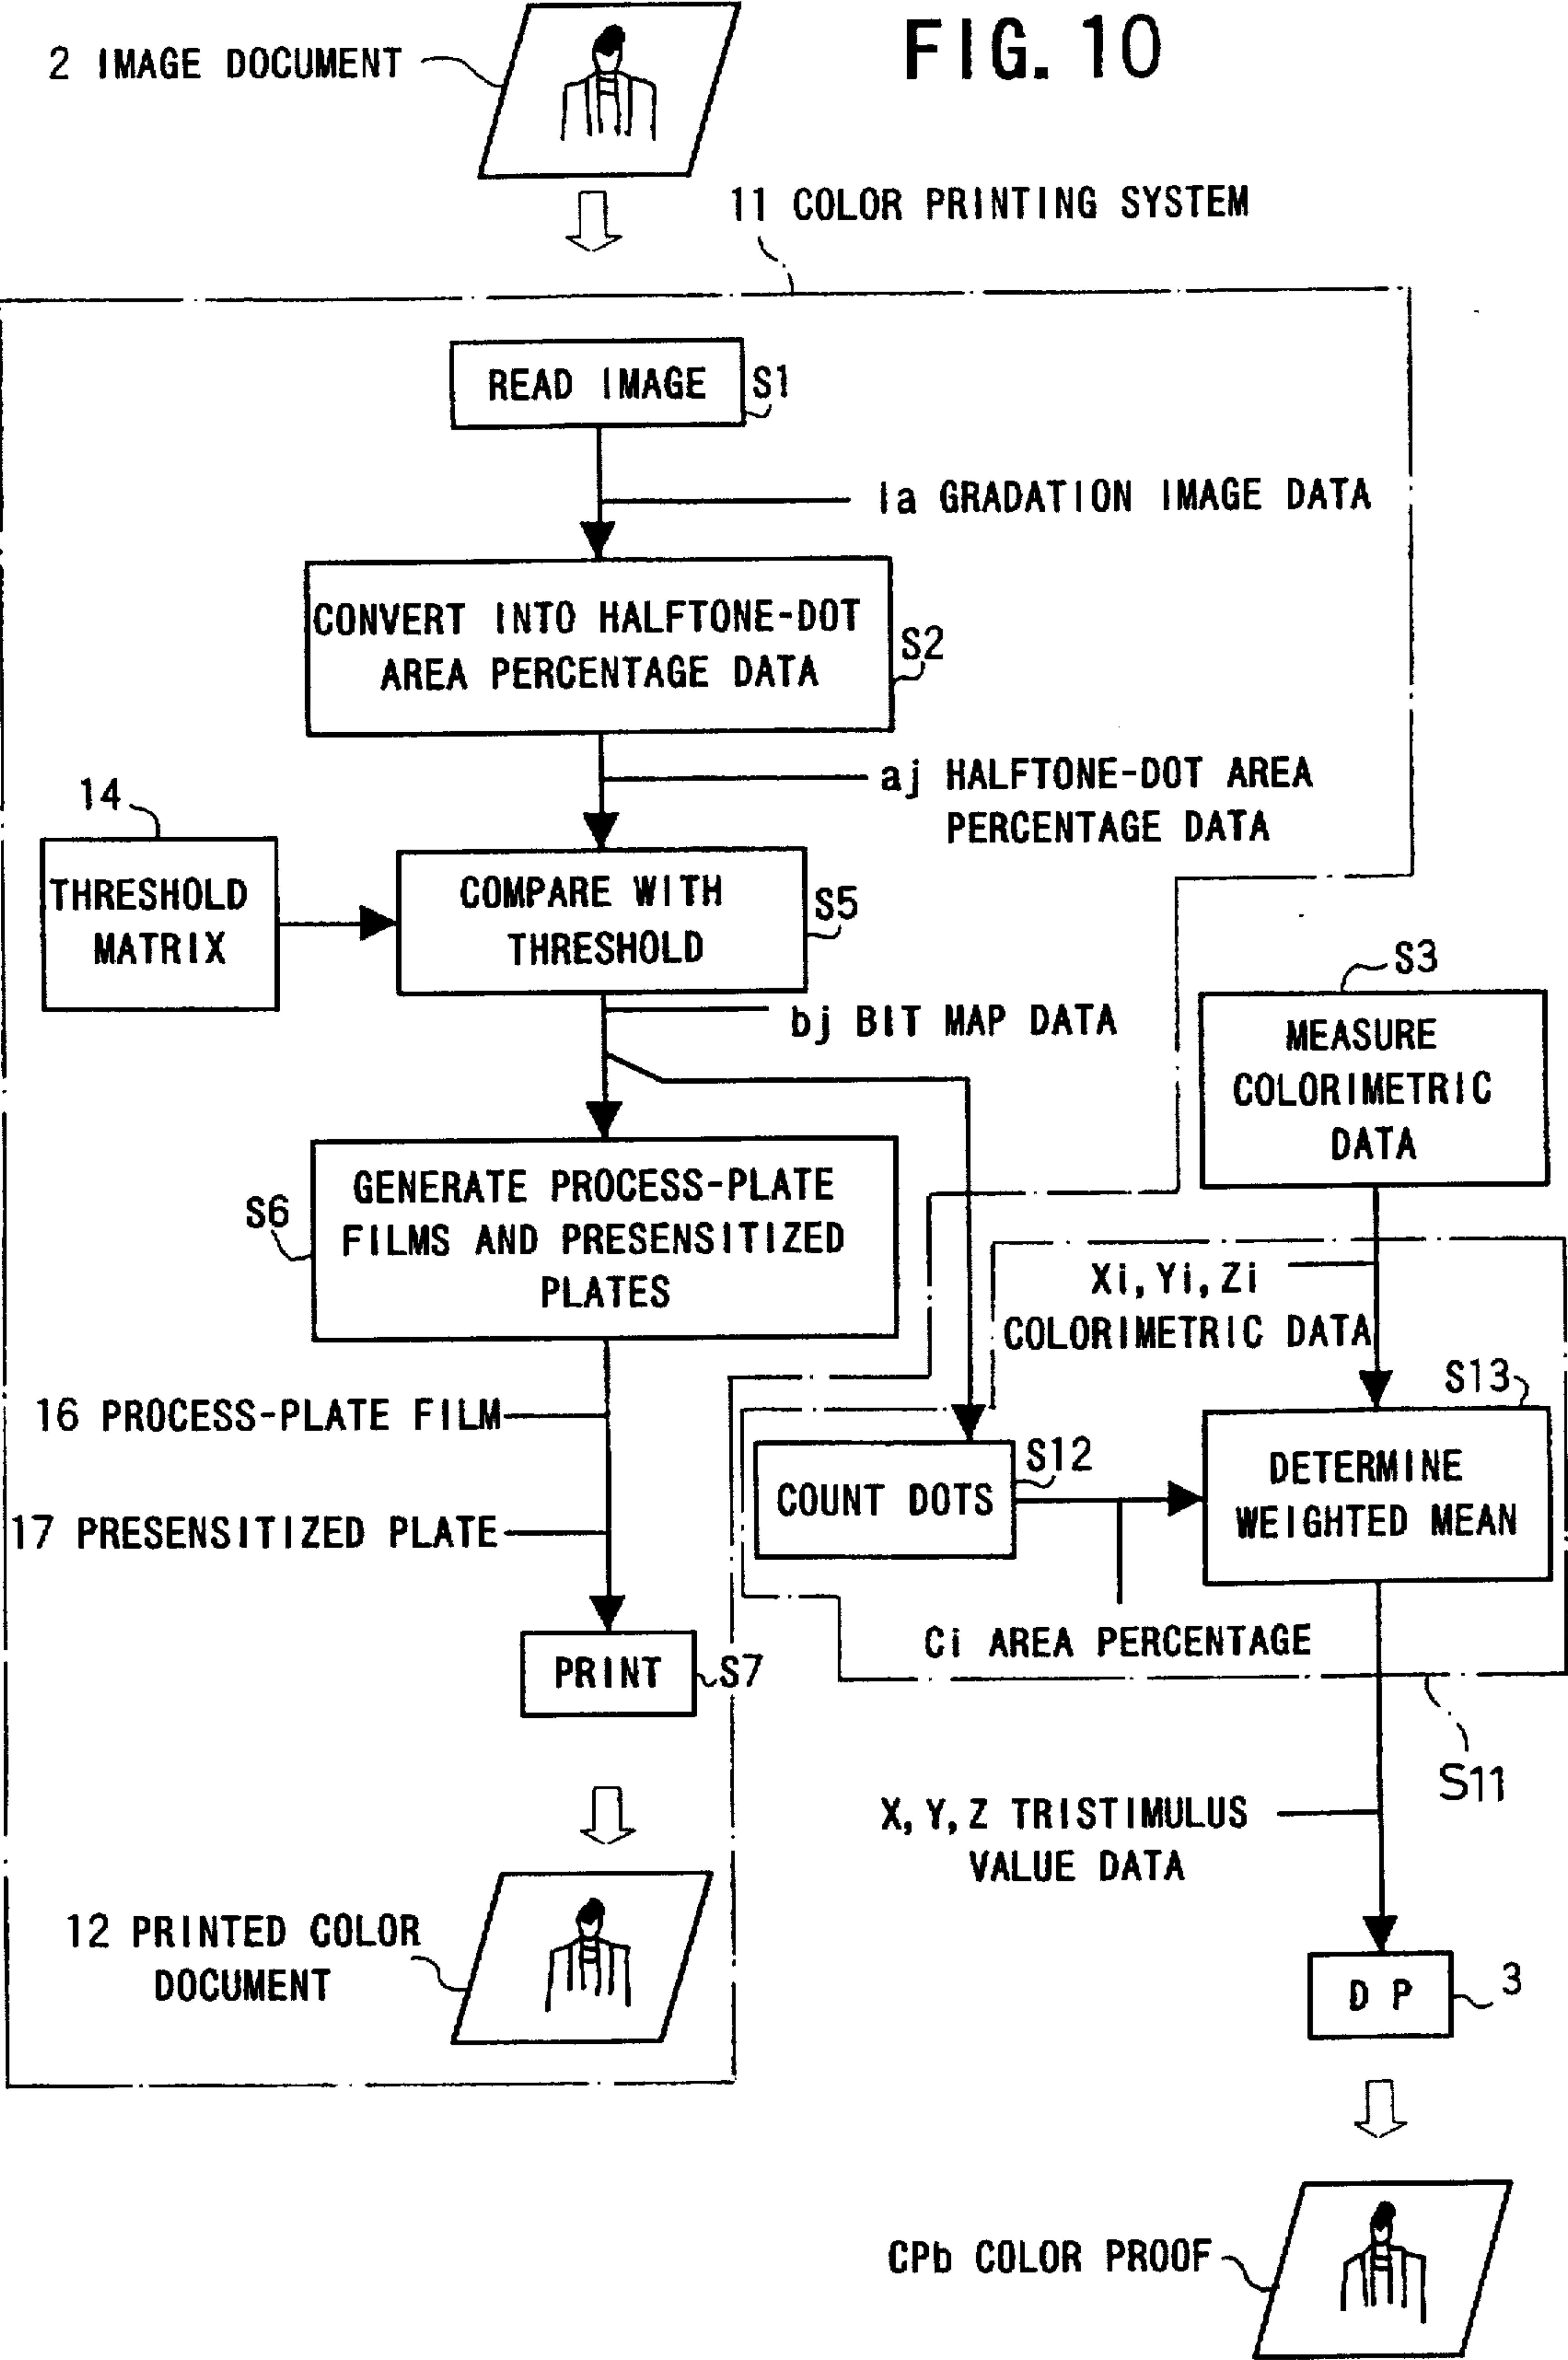 FIG. 10
2 IMAGE DOCUMENT
11 COLOR PRINTING SYSTEM
READ IMAGE
S1
Ia GRADATION IMAGE DATA
CONVERT INTO HALFTONE-DOT
AREA PERCENTAGE DATA
S2
aj HALFTONE-DOT AREA
PERCENTAGE DATA
14
THRESHOLD
MATRIX
COMPARE WITH
THRESHOLD
S5
bj BIT MAP DATA
S3
MEASURE
COLORIMETRIC
DATA
S6
GENERATE PROCESS-PLATE
FILMS AND PRESENSITIZED
PLATES
Xi, Yi, Zi
COLORIMETRIC DATA
16 PROCESS-PLATE FILM
S13
COUNT DOTS
S12
DETERMINE
WEIGHTED MEAN
17 PRESENSITIZED PLATE
Ci AREA PERCENTAGE
PRINT
S7
S11
X, Y, Z TRISTIMULUS
VALUE DATA
12 PRINTED COLOR
DOCUMENT
D P
3
CPb COLOR PROOF